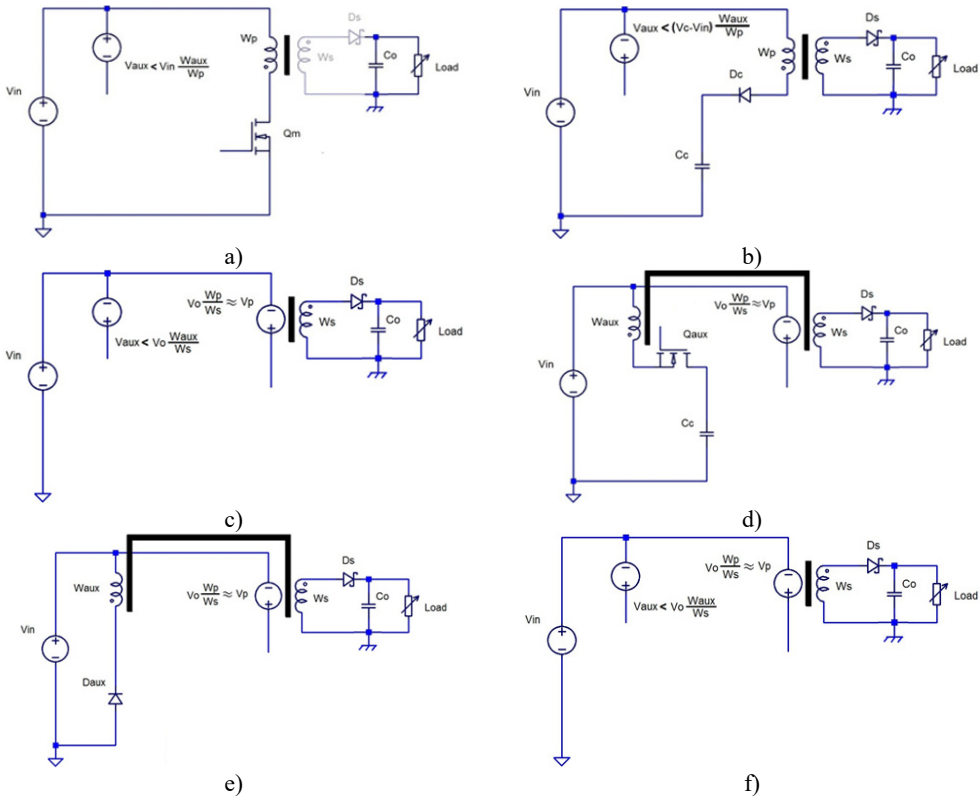 Vin
Vaux < Vin Waux/Wp
Wp
Ws
Ds
Co
Load
Qm
a)
Vin
Vaux < (Vc-Vin) Waux/Wp
Wp
Dc
Cc
Ws
Ds
Co
Load
b)
Vin
Vaux < Vo Waux/Ws
Vo Wp/Ws ≈ Vp
Ws
Ds
Co
Load
c)
Vin
Waux
Qaux
Cc
Vo Wp/Ws ≈ Vp
Ws
Ds
Co
Load
d)
Vin
Waux
Daux
Vo Wp/Ws ≈ Vp
Ws
Ds
Co
Load
e)
Vin
Vaux < Vo Waux/Ws
Vo Wp/Ws ≈ Vp
Ws
Ds
Co
Load
f)